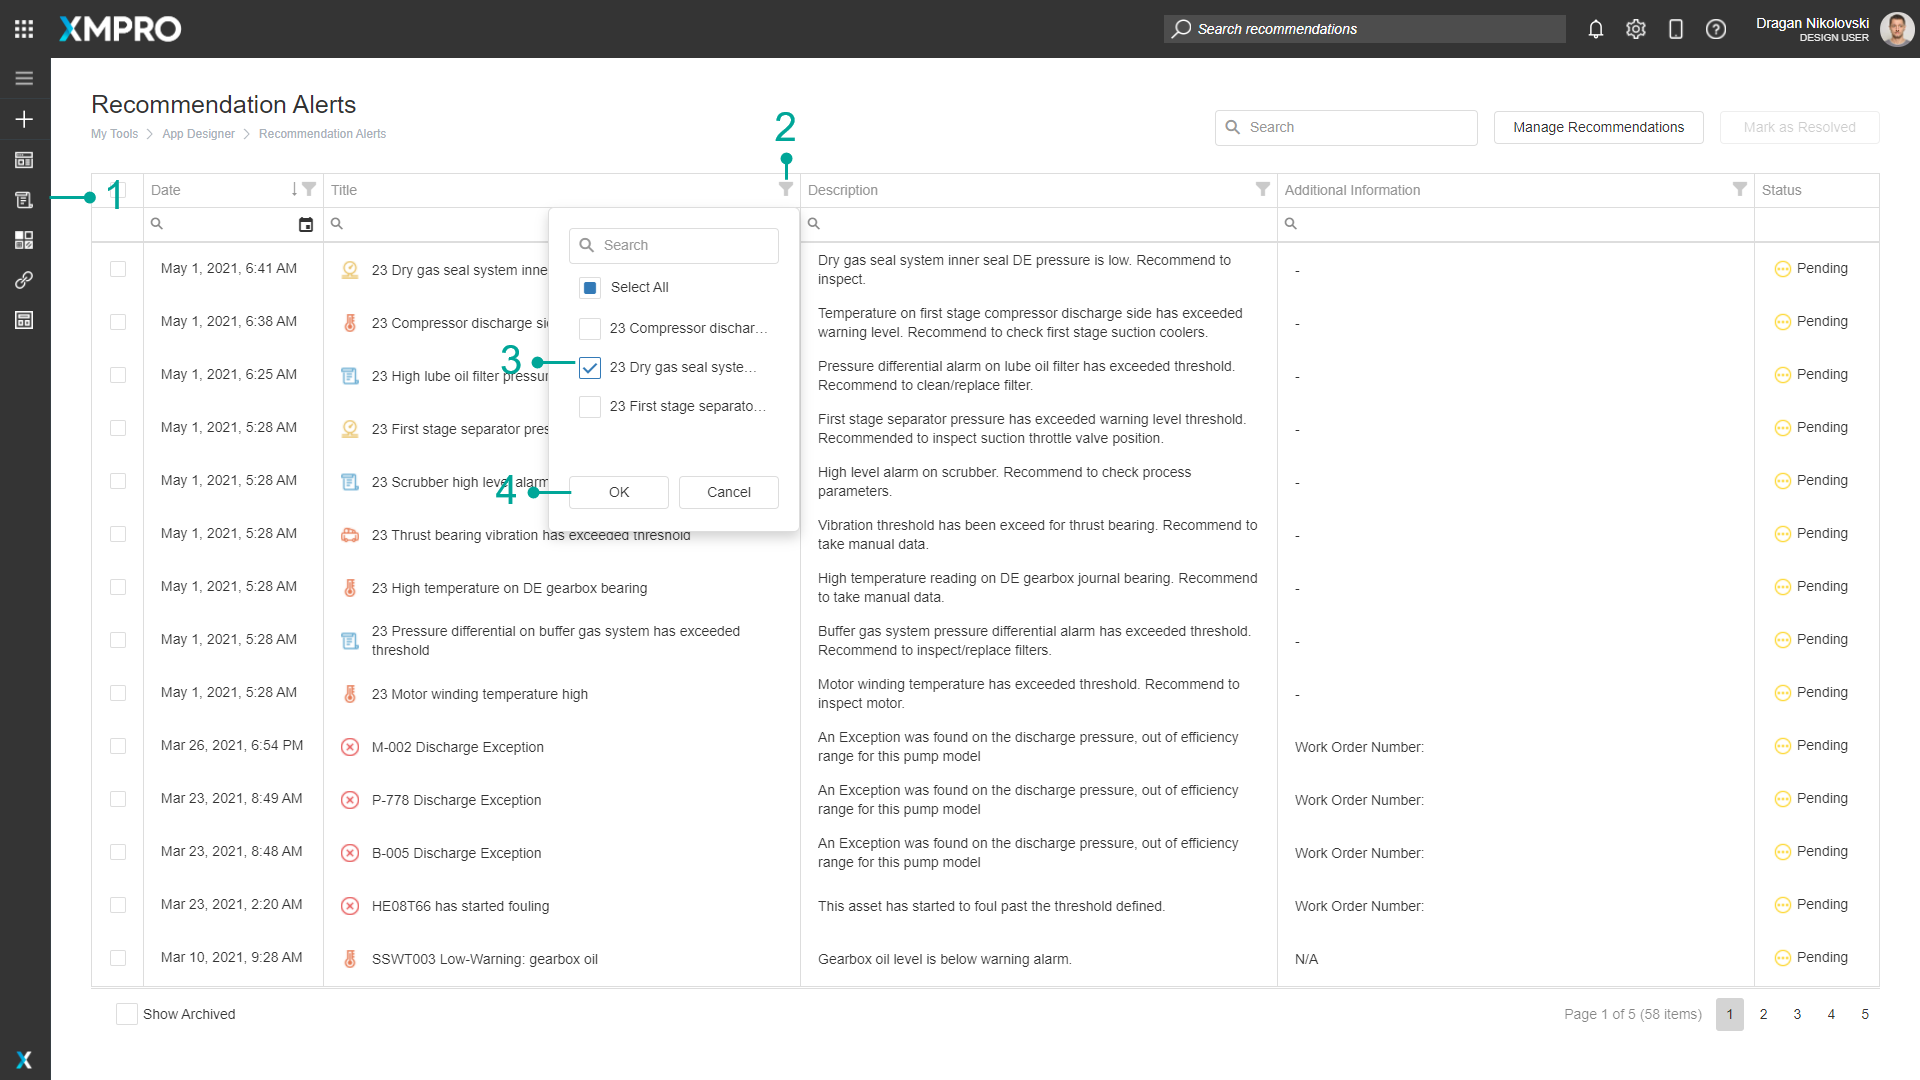 XMPRO
Search recommendations
Dragan Nikolovski
DESIGN USER
Recommendation Alerts
My Tools
App Designer
Recommendation Alerts
Search
Manage Recommendations
Mark as Resolved
1
2
3
4
Date
Title
Description
Additional Information
Status
Search
Select All
23 Compressor dischar...
23 Dry gas seal syste...
23 First stage separato...
OK
Cancel
May 1, 2021, 6:41 AM
23 Dry gas seal system inne
Dry gas seal system inner seal DE pressure is low. Recommend to
inspect.
-
Pending
May 1, 2021, 6:38 AM
23 Compressor discharge si
Temperature on first stage compressor discharge side has exceeded
warning level. Recommend to check first stage suction coolers.
-
Pending
May 1, 2021, 6:25 AM
23 High lube oil filter pressur
Pressure differential alarm on lube oil filter has exceeded threshold.
Recommend to clean/replace filter.
-
Pending
May 1, 2021, 5:28 AM
23 First stage separator pres
First stage separator pressure has exceeded warning level threshold.
Recommended to inspect suction throttle valve position.
-
Pending
May 1, 2021, 5:28 AM
23 Scrubber high level alarm
High level alarm on scrubber. Recommend to check process
parameters.
-
Pending
May 1, 2021, 5:28 AM
23 Thrust bearing vibration has exceeded threshold
Vibration threshold has been exceed for thrust bearing. Recommend to
take manual data.
-
Pending
May 1, 2021, 5:28 AM
23 High temperature on DE gearbox bearing
High temperature reading on DE gearbox journal bearing. Recommend
to take manual data.
-
Pending
May 1, 2021, 5:28 AM
23 Pressure differential on buffer gas system has exceeded
threshold
Buffer gas system pressure differential alarm has exceeded threshold.
Recommend to inspect/replace filters.
-
Pending
May 1, 2021, 5:28 AM
23 Motor winding temperature high
Motor winding temperature has exceeded threshold. Recommend to
inspect motor.
-
Pending
Mar 26, 2021, 6:54 PM
M-002 Discharge Exception
An Exception was found on the discharge pressure, out of efficiency
range for this pump model
Work Order Number:
Pending
Mar 23, 2021, 8:49 AM
P-778 Discharge Exception
An Exception was found on the discharge pressure, out of efficiency
range for this pump model
Work Order Number:
Pending
Mar 23, 2021, 8:48 AM
B-005 Discharge Exception
An Exception was found on the discharge pressure, out of efficiency
range for this pump model
Work Order Number:
Pending
Mar 23, 2021, 2:20 AM
HE08T66 has started fouling
This asset has started to foul past the threshold defined.
Work Order Number:
Pending
Mar 10, 2021, 9:28 AM
SSWT003 Low-Warning: gearbox oil
Gearbox oil level is below warning alarm.
N/A
Pending
Show Archived
Page 1 of 5 (58 items)
1
2
3
4
5